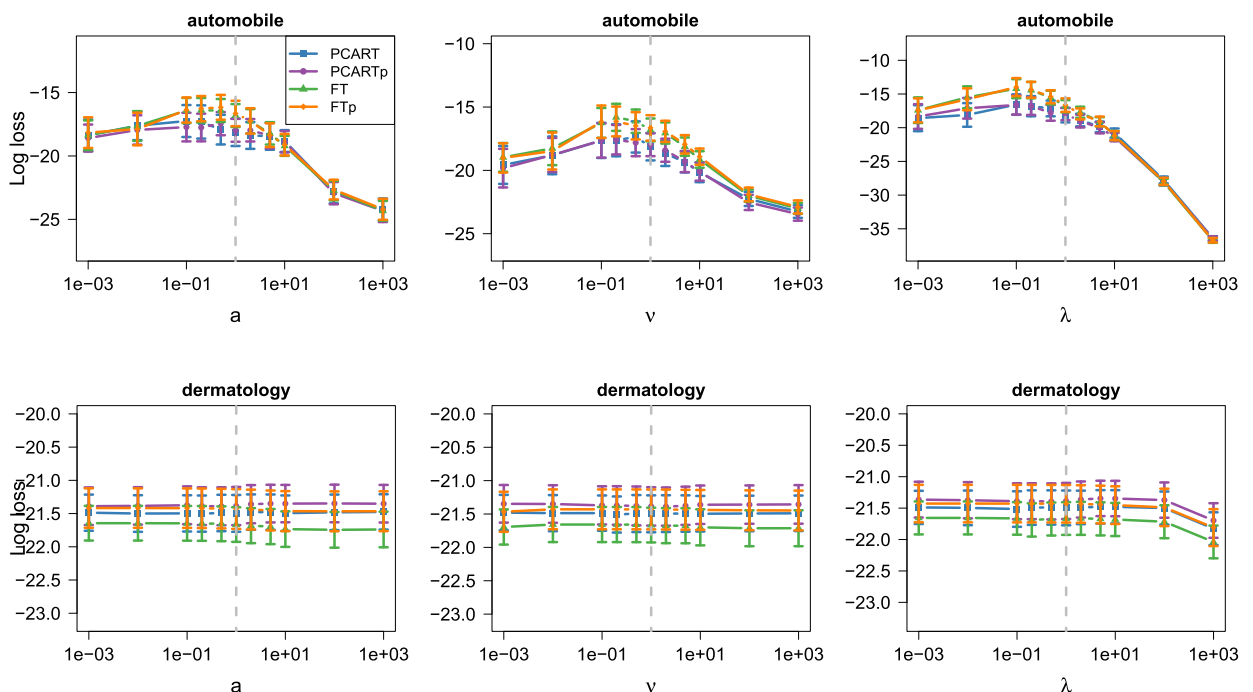 automobile
PCART
PCARTp
FT
FTp
Log loss
−15
−20
−25
1e−03 1e−01 1e+01 1e+03
a
automobile
−10
−15
−20
−25
1e−03 1e−01 1e+01 1e+03
ν
automobile
−10
−15
−20
−25
−30
−35
1e−03 1e−01 1e+01 1e+03
λ
dermatology
Log loss
−20.0
−20.5
−21.0
−21.5
−22.0
−22.5
−23.0
1e−03 1e−01 1e+01 1e+03
a
dermatology
−20.0
−20.5
−21.0
−21.5
−22.0
−22.5
−23.0
1e−03 1e−01 1e+01 1e+03
ν
dermatology
−20.0
−20.5
−21.0
−21.5
−22.0
−22.5
−23.0
1e−03 1e−01 1e+01 1e+03
λ